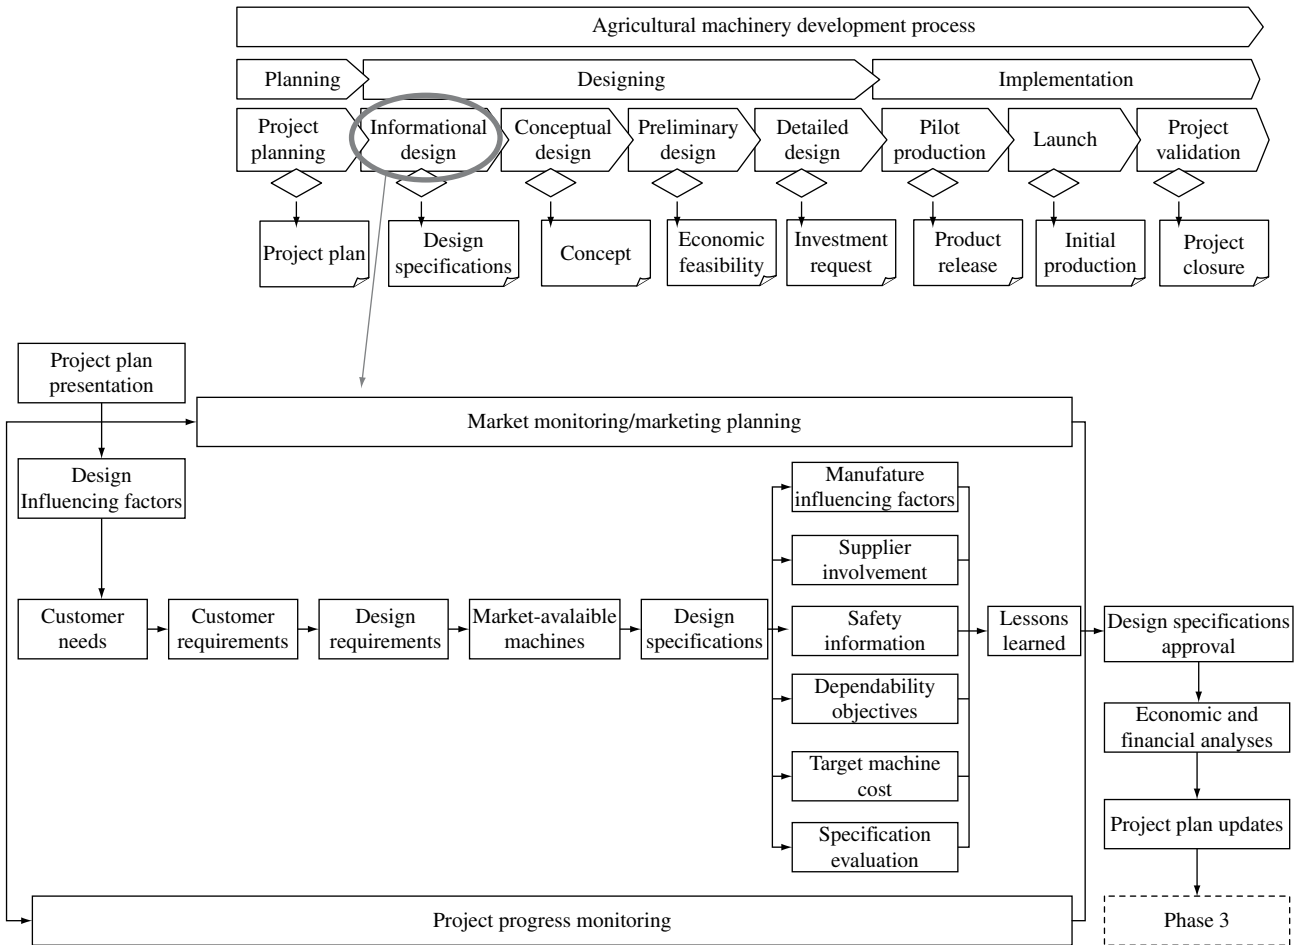 Agricultural machinery development process
Planning
Designing
Implementation
Project
planning
Informational
design
Conceptual
design
Preliminary
design
Detailed
design
Pilot
production
Launch
Project
validation
Project plan
Design
specifications
Concept
Economic
feasibility
Investment
request
Product
release
Initial
production
Project
closure
Project plan
presentation
Market monitoring/marketing planning
Design
Influencing factors
Customer
needs
Customer
requirements
Design
requirements
Market-avalaible
machines
Design
specifications
Manufature
influencing factors
Supplier
involvement
Safety
information
Dependability
objectives
Target machine
cost
Specification
evaluation
Lessons
learned
Design specifications
approval
Economic and
financial analyses
Project plan updates
Phase 3
Project progress monitoring